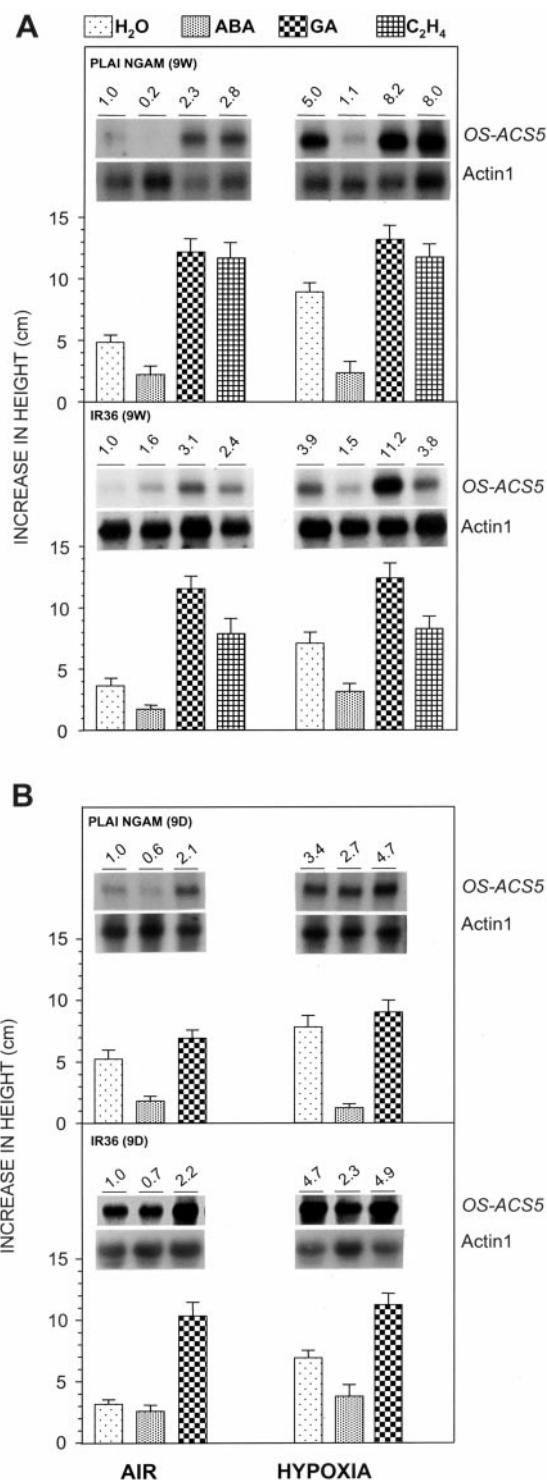 A
H₂O ABA GA C₂H₄
PLAI NGAM (9W)
1.0 0.2 2.3 2.8 5.0 1.1 8.2 8.0
OS-ACS5
Actin1
15
10
5
0
IR36 (9W)
1.0 1.6 3.1 2.4 3.9 1.5 11.2 3.8
OS-ACS5
Actin1
15
10
5
0
INCREASE IN HEIGHT (cm)
B
PLAI NGAM (9D)
1.0 0.6 2.1 3.4 2.7 4.7
OS-ACS5
Actin1
15
10
5
0
IR36 (9D)
1.0 0.7 2.2 4.7 2.3 4.9
OS-ACS5
Actin1
15
10
5
0
INCREASE IN HEIGHT (cm)
AIR HYPOXIA